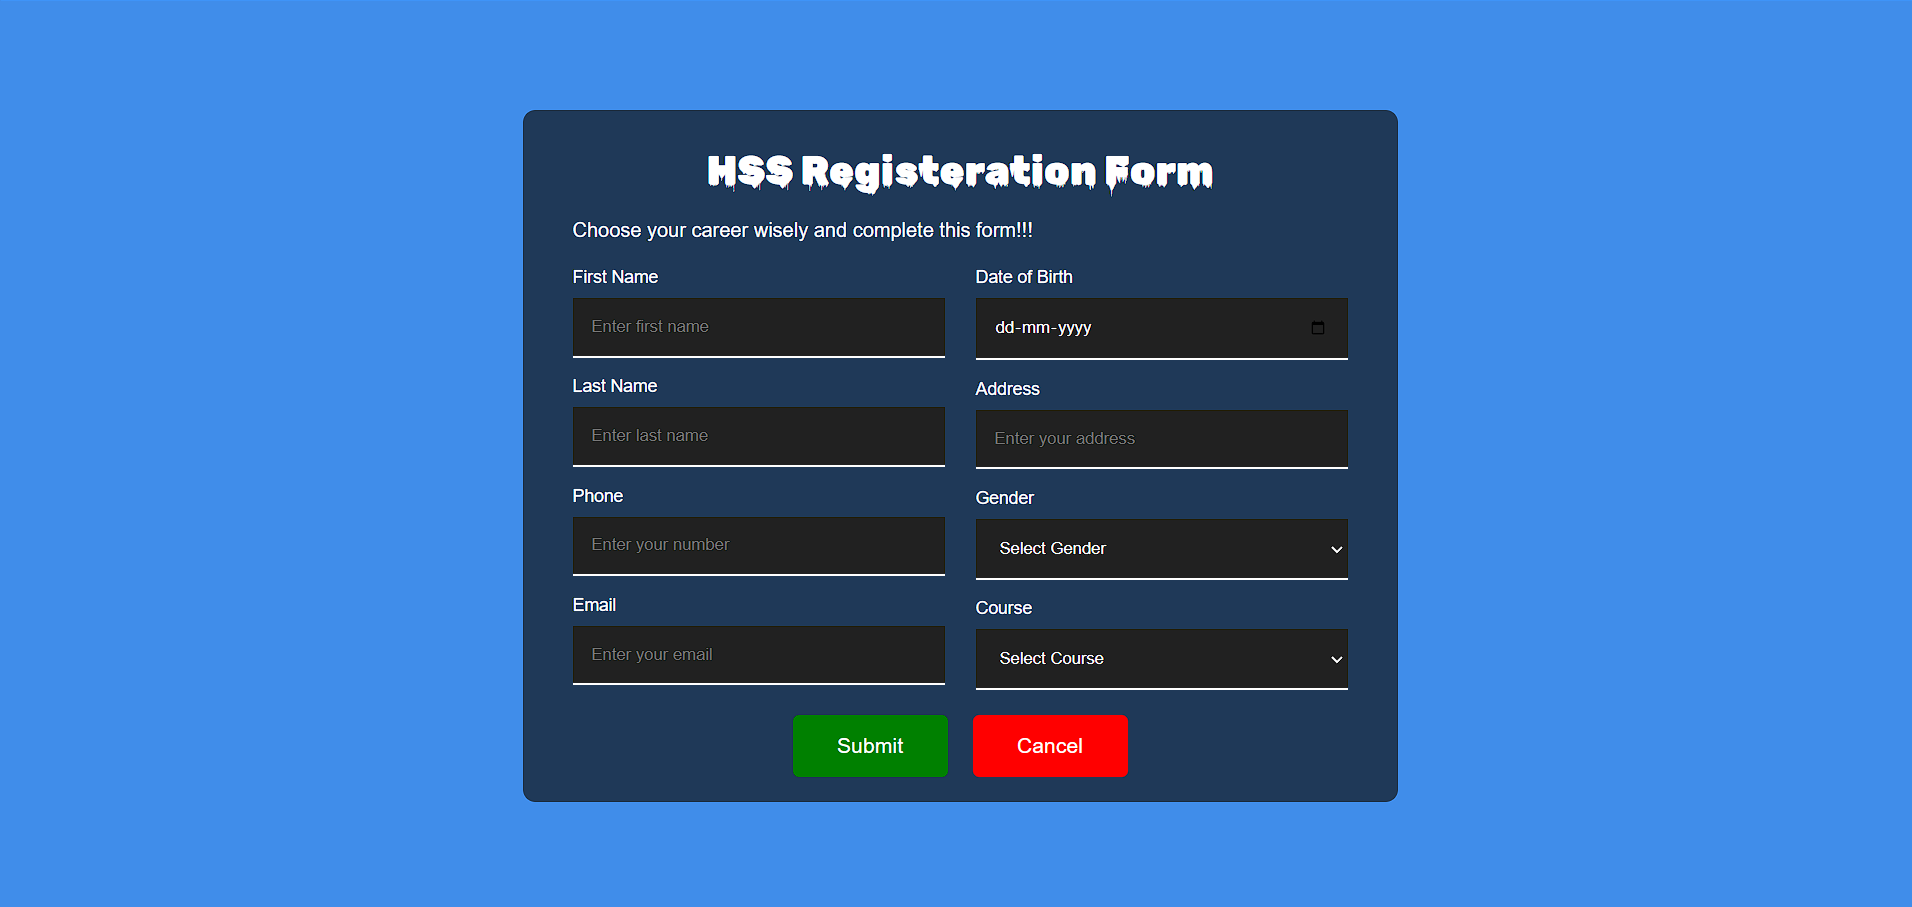 HSS Registeration Form
Choose your career wisely and complete this form!!!
First Name
Enter first name
Last Name
Enter last name
Phone
Enter your number
Email
Enter your email
Date of Birth
dd-mm-yyyy
Address
Enter your address
Gender
Select Gender
Course
Select Course
Submit
Cancel